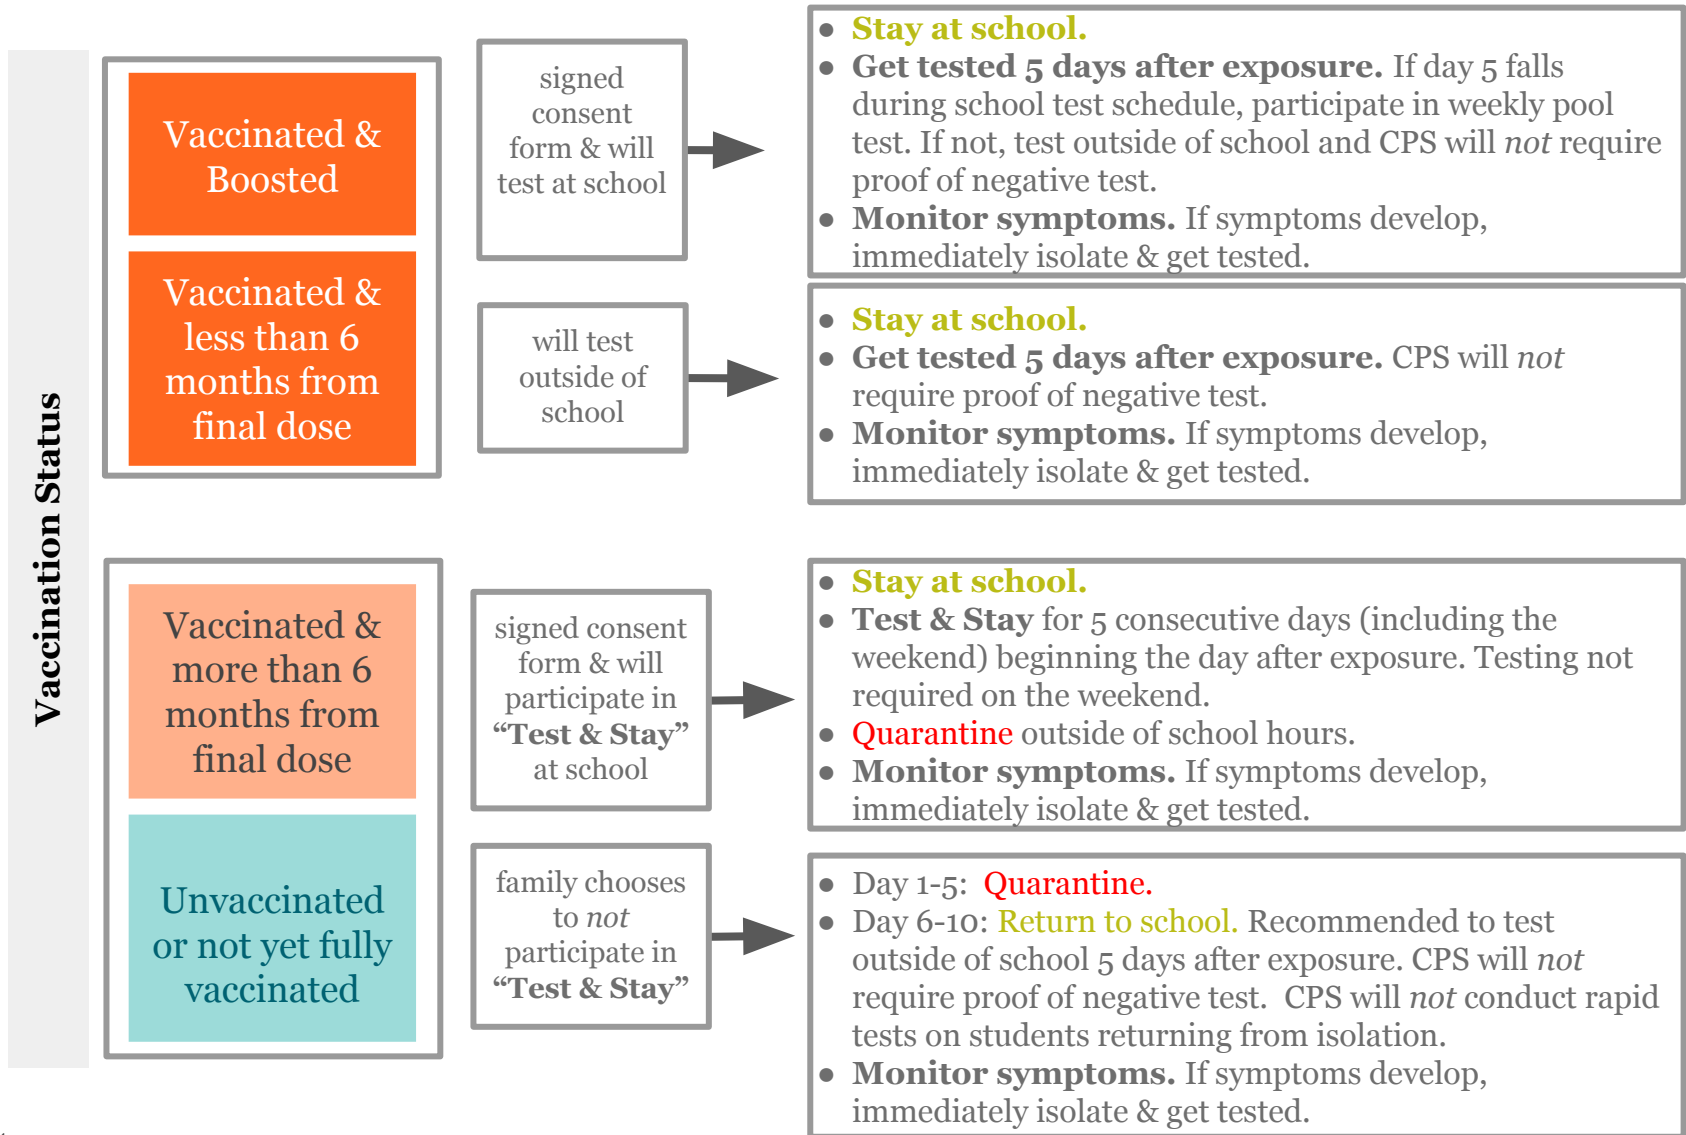 Vaccination Status
Vaccinated &
Boosted
Vaccinated &
less than 6
months from
final dose
signed
consent
form & will
test at school
● Stay at school.
● Get tested 5 days after exposure. If day 5 falls
during school test schedule, participate in weekly pool
test. If not, test outside of school and CPS will not require
proof of negative test.
● Monitor symptoms. If symptoms develop,
immediately isolate & get tested.
will test
outside of
school
● Stay at school.
● Get tested 5 days after exposure. CPS will not
require proof of negative test.
● Monitor symptoms. If symptoms develop,
immediately isolate & get tested.
Vaccinated &
more than 6
months from
final dose
Unvaccinated
or not yet fully
vaccinated
signed consent
form & will
participate in
“Test & Stay”
at school
● Stay at school.
● Test & Stay for 5 consecutive days (including the
weekend) beginning the day after exposure. Testing not
required on the weekend.
● Quarantine outside of school hours.
● Monitor symptoms. If symptoms develop,
immediately isolate & get tested.
family chooses
to not
participate in
“Test & Stay”
● Day 1-5: Quarantine.
● Day 6-10: Return to school. Recommended to test
outside of school 5 days after exposure. CPS will not
require proof of negative test. CPS will not conduct rapid
tests on students returning from isolation.
● Monitor symptoms. If symptoms develop,
immediately isolate & get tested.